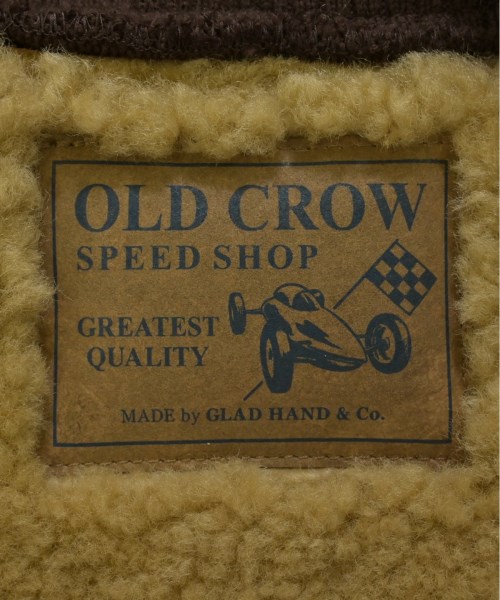 OLD CROW
SPEED SHOP
GREATEST
QUALITY
MADE by GLAD HAND & Co.